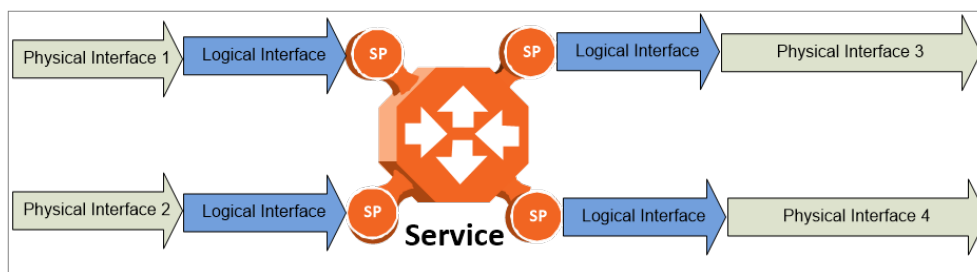 Physical Interface 1 Logical Interface SP SP Logical Interface Physical Interface 3
Physical Interface 2 Logical Interface SP SP Logical Interface Physical Interface 4
Service